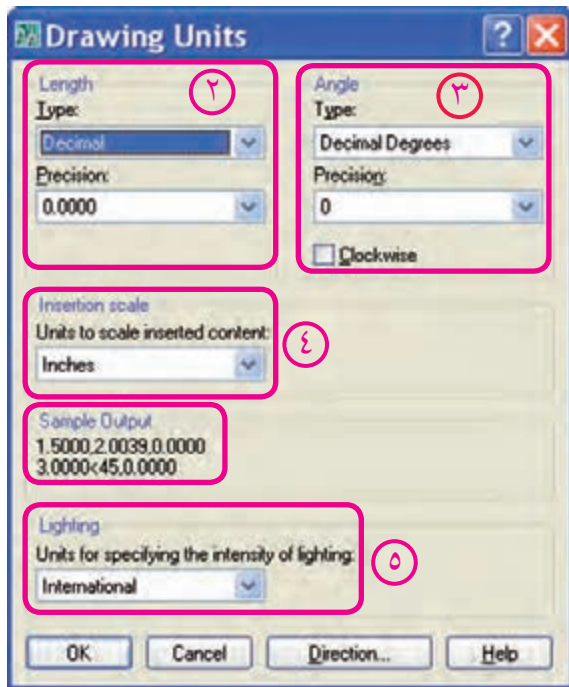 Drawing Units
Length
٢
Type:
Decimal
Precision:
0.0000
Angle
٣
Type:
Decimal Degrees
Precision:
0
Clockwise
Insertion scale
Units to scale inserted content:
٤
Inches
Sample Output
1.5000,2.0039,0.0000
3.0000<45,0.0000
Lighting
Units for specifying the intensity of lighting:
٥
International
OK
Cancel
Direction...
Help